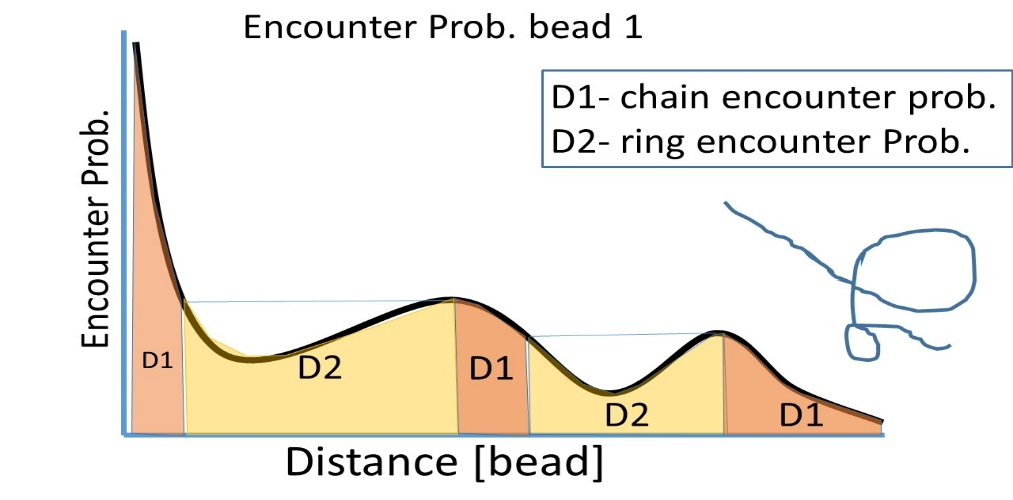 Encounter Prob. bead 1
D1- chain encounter prob.
D2- ring encounter Prob.
Encounter Prob.
D1
D2
D1
D2
D1
Distance [bead]